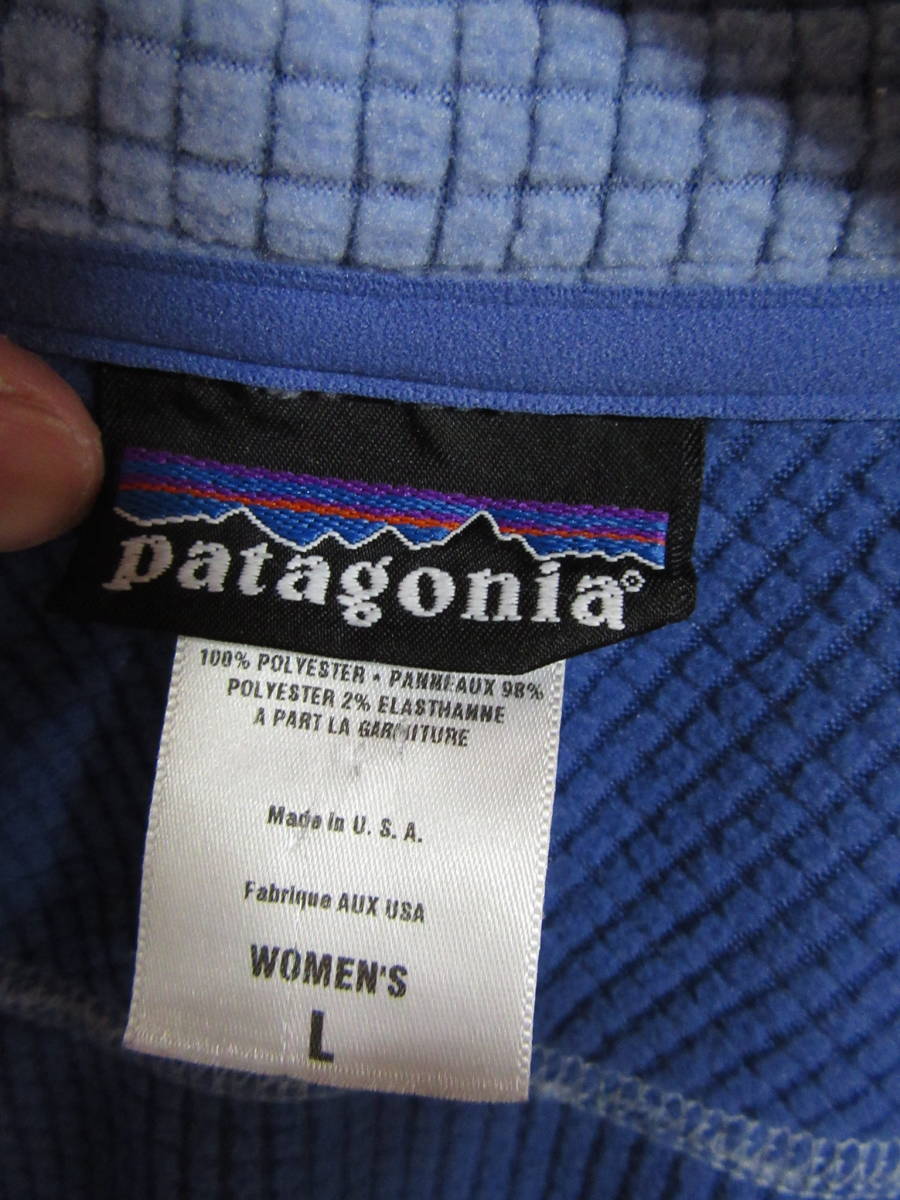 patagonia®
100% POLYESTER • PANNEAUX 98%
POLYESTER 2% ELASTHANNE
A PART LA GARNITURE
Made in U. S. A.
Fabrique AUX USA
WOMEN'S
L